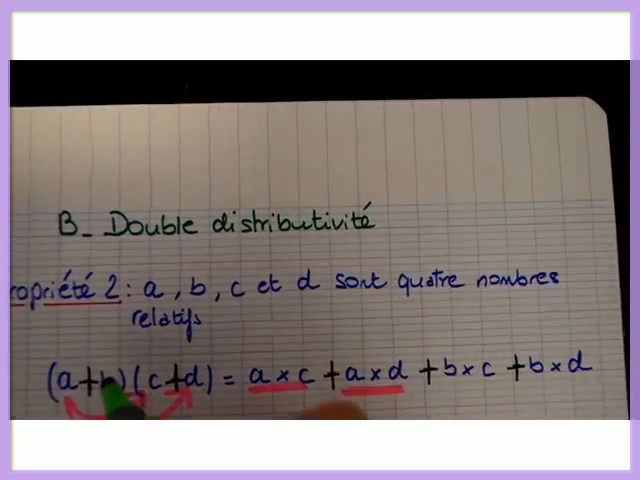 B_ Double distributivité
ropriété 2 : a, b, c et d sont quatre nombres
relatifs
(a+b)(c+d) = a×c + a×d + b×c + b×d